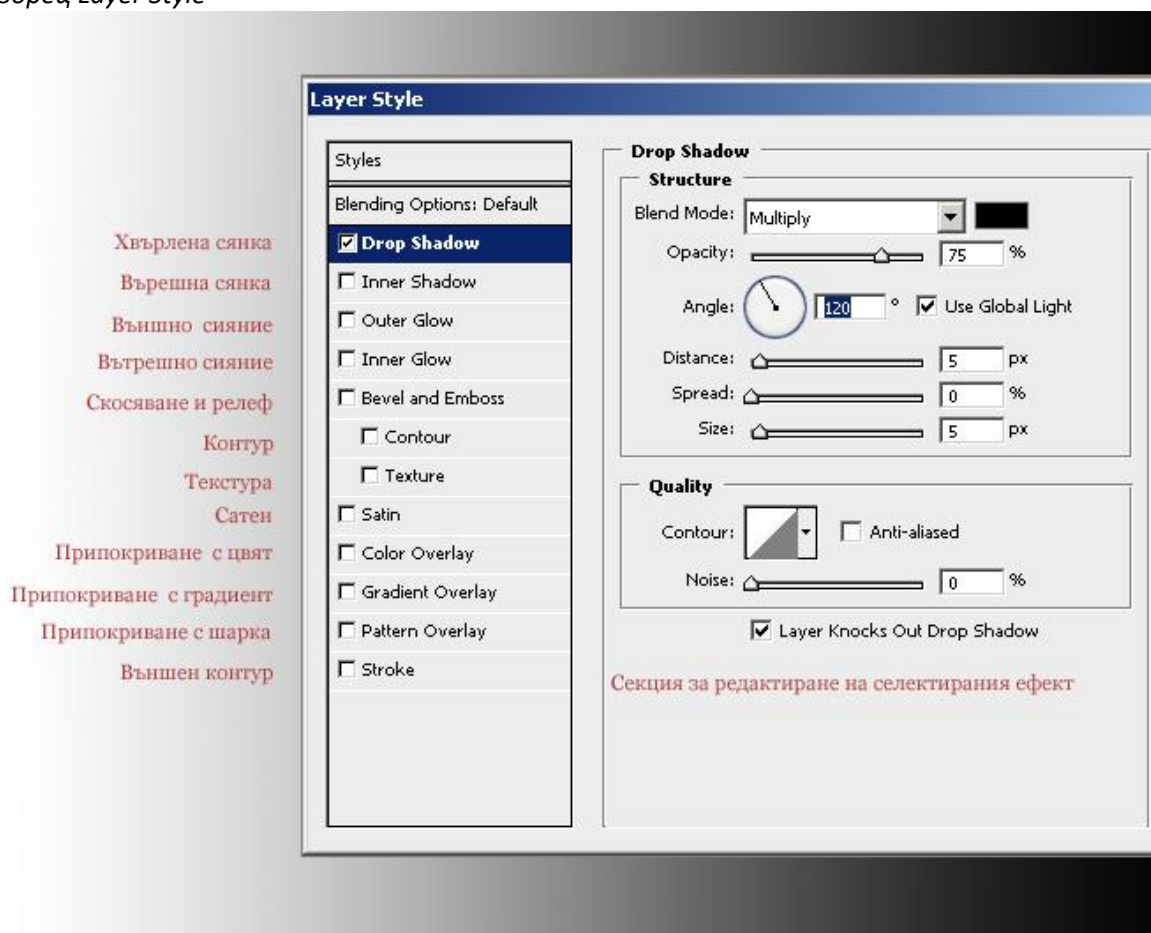 Layer Style
Layer Style
Styles
Blending Options: Default
Хвърлена сянка
Drop Shadow
Върешна сянка
Inner Shadow
Външно сияние
Outer Glow
Вътрешно сияние
Inner Glow
Скосяване и релеф
Bevel and Emboss
Контур
Contour
Текстура
Texture
Сатен
Satin
Припокриване с цвят
Color Overlay
Припокриване с градиент
Gradient Overlay
Припокриване с шарка
Pattern Overlay
Външен контур
Stroke
Drop Shadow
Structure
Blend Mode: Multiply
Opacity: 75 %
Angle: 120 ° Use Global Light
Distance: 5 px
Spread: 0 %
Size: 5 px
Quality
Contour: Anti-aliased
Noise: 0 %
Layer Knocks Out Drop Shadow
Секция за редактиране на селектирания ефект